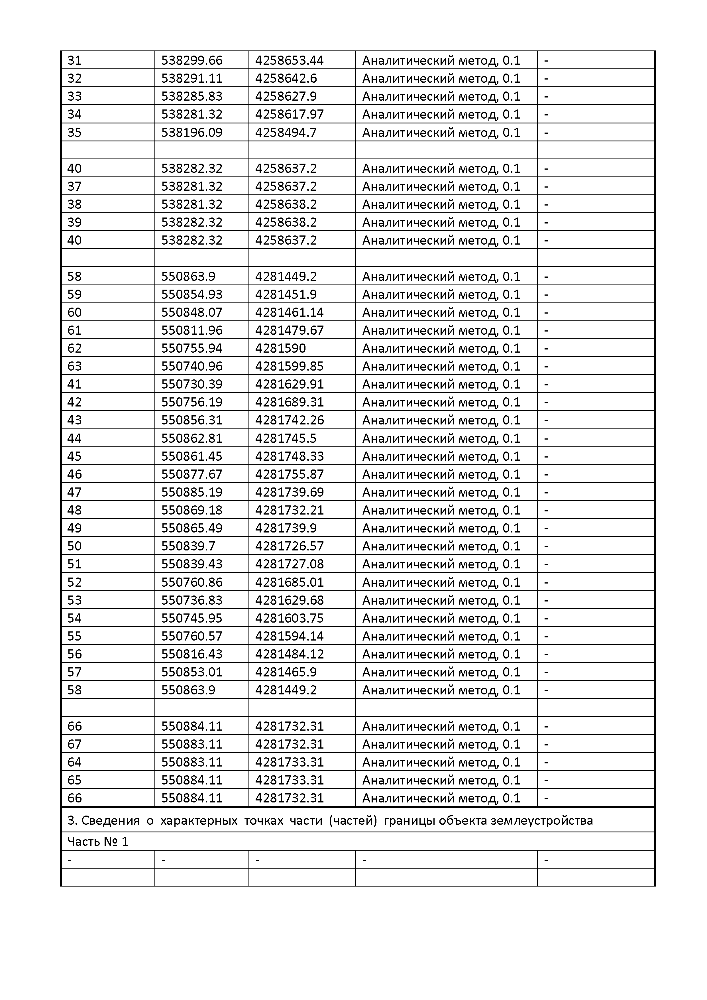 31 538299.66 4258653.44 Аналитический метод, 0.1 -
32 538291.11 4258642.6 Аналитический метод, 0.1 -
33 538285.83 4258627.9 Аналитический метод, 0.1 -
34 538281.32 4258617.97 Аналитический метод, 0.1 -
35 538196.09 4258494.7 Аналитический метод, 0.1 -
40 538282.32 4258637.2 Аналитический метод, 0.1 -
37 538281.32 4258637.2 Аналитический метод, 0.1 -
38 538281.32 4258638.2 Аналитический метод, 0.1 -
39 538282.32 4258638.2 Аналитический метод, 0.1 -
40 538282.32 4258637.2 Аналитический метод, 0.1 -
58 550863.9 4281449.2 Аналитический метод, 0.1 -
59 550854.93 4281451.9 Аналитический метод, 0.1 -
60 550848.07 4281461.14 Аналитический метод, 0.1 -
61 550811.96 4281479.67 Аналитический метод, 0.1 -
62 550755.94 4281590 Аналитический метод, 0.1 -
63 550740.96 4281599.85 Аналитический метод, 0.1 -
41 550730.39 4281629.91 Аналитический метод, 0.1 -
42 550756.19 4281689.31 Аналитический метод, 0.1 -
43 550856.31 4281742.26 Аналитический метод, 0.1 -
44 550862.81 4281745.5 Аналитический метод, 0.1 -
45 550861.45 4281748.33 Аналитический метод, 0.1 -
46 550877.67 4281755.87 Аналитический метод, 0.1 -
47 550885.19 4281739.69 Аналитический метод, 0.1 -
48 550869.18 4281732.21 Аналитический метод, 0.1 -
49 550865.49 4281739.9 Аналитический метод, 0.1 -
50 550839.7 4281726.57 Аналитический метод, 0.1 -
51 550839.43 4281727.08 Аналитический метод, 0.1 -
52 550760.86 4281685.01 Аналитический метод, 0.1 -
53 550736.83 4281629.68 Аналитический метод, 0.1 -
54 550745.95 4281603.75 Аналитический метод, 0.1 -
55 550760.57 4281594.14 Аналитический метод, 0.1 -
56 550816.43 4281484.12 Аналитический метод, 0.1 -
57 550853.01 4281465.9 Аналитический метод, 0.1 -
58 550863.9 4281449.2 Аналитический метод, 0.1 -
66 550884.11 4281732.31 Аналитический метод, 0.1 -
67 550883.11 4281732.31 Аналитический метод, 0.1 -
64 550883.11 4281733.31 Аналитический метод, 0.1 -
65 550884.11 4281733.31 Аналитический метод, 0.1 -
66 550884.11 4281732.31 Аналитический метод, 0.1 -
3. Сведения о характерных точках части (частей) границы объекта землеустройства
Часть № 1
- - - - -